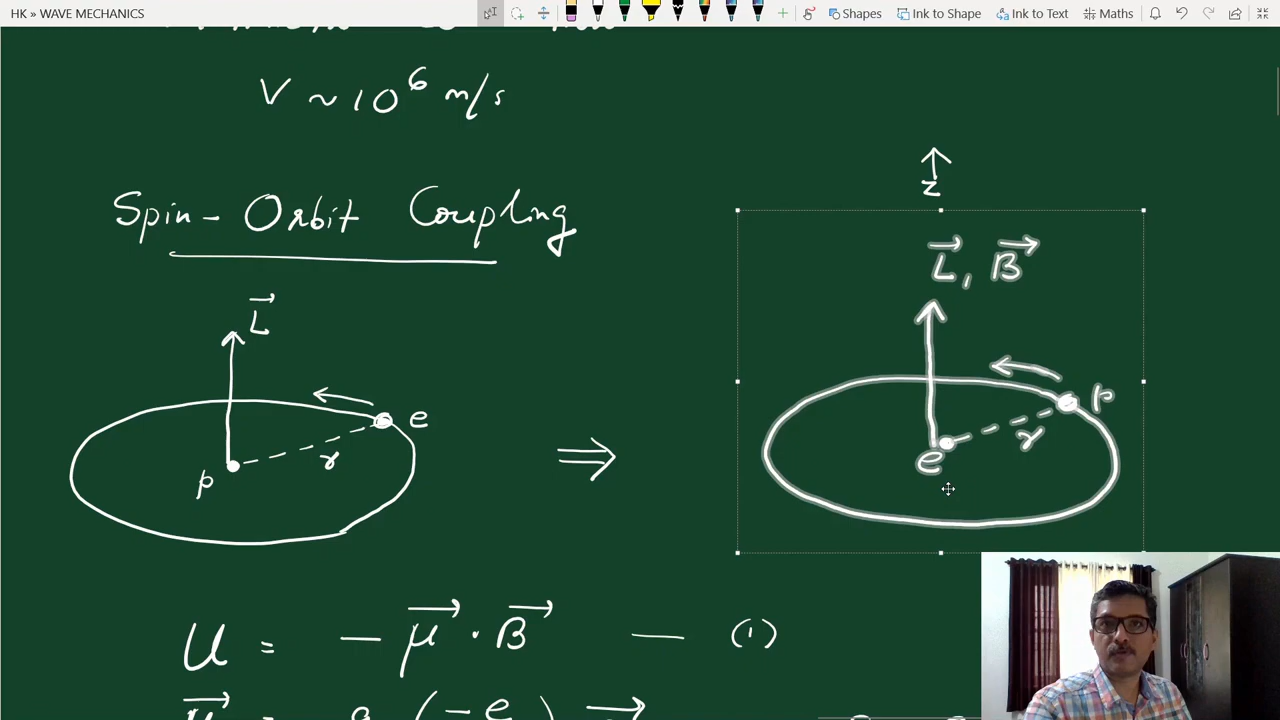 HK » WAVE MECHANICS
Shapes Ink to Shape Ink to Text Maths
V ~ 10⁶ m/s
Spin - Orbit Coupling
z
L⃗
L⃗, B⃗
e
p
r
⇒
p
r
e
U = - μ⃗ · B⃗ — (1)